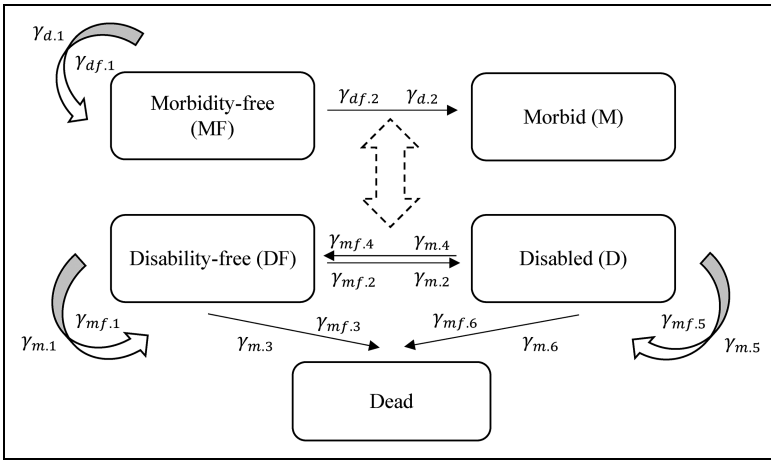 γd.1
γdf.1
Morbidity-free
(MF)
γdf.2 γd.2
Morbid (M)
Disability-free (DF)
γmf.4 γm.4
γmf.2 γm.2
Disabled (D)
γm.1
γmf.1
γm.3
γmf.3
γmf.6
γm.6
γmf.5
γm.5
Dead